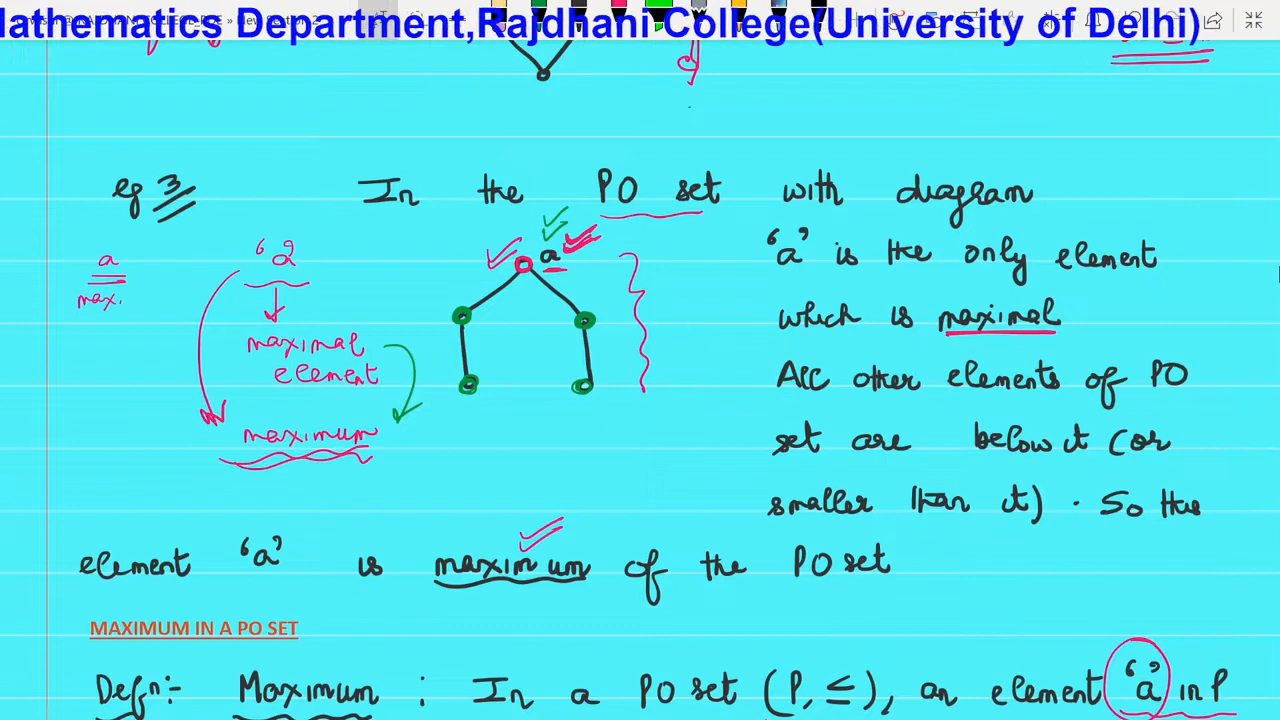 Mathematics Department,Rajdhani College(University of Delhi)
eg 3 In the PO set with diagram
a
max.
'a'
maximal
element
maximum
a
'a' is the only element
which is maximal
All other elements of PO
set are below it (or
smaller than it). So this
element 'a' is maximum of the PO set
MAXIMUM IN A PO SET
Defn:- Maximum : In a PO set (P, ≤), an element 'a' in P